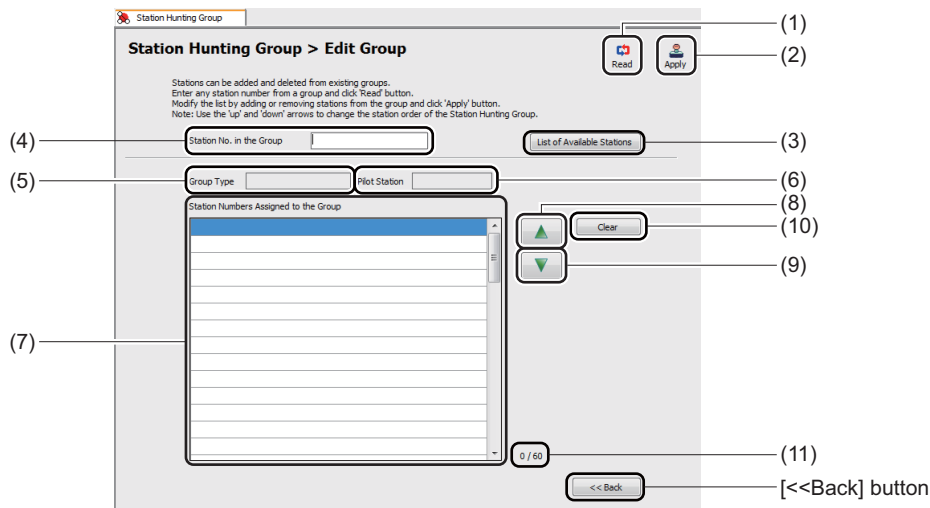 Station Hunting Group
(1)
Station Hunting Group > Edit Group
Read
Apply
(2)
Stations can be added and deleted from existing groups.
Enter any station number from a group and click 'Read' button.
Modify the list by adding or removing stations from the group and click 'Apply' button.
Note: Use the 'up' and 'down' arrows to change the station order of the Station Hunting Group.
(4)
Station No. in the Group
List of Available Stations
(3)
(5)
Group Type
Pilot Station
(6)
Station Numbers Assigned to the Group
(8)
Clear
(10)
(9)
(7)
0 / 60
(11)
<< Back
[<<Back] button